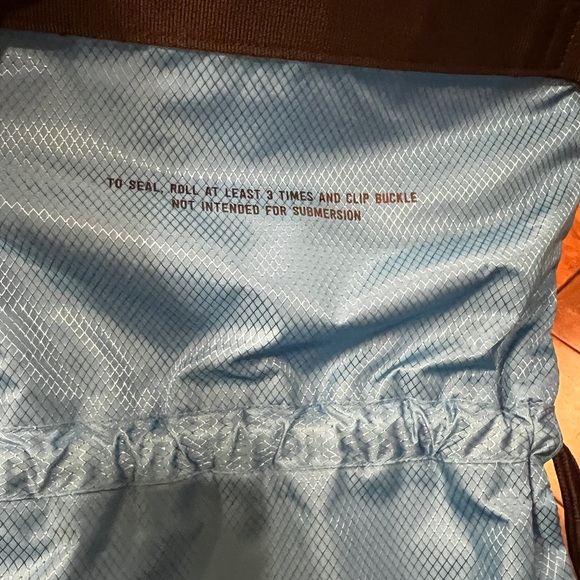 TO SEAL, ROLL AT LEAST 3 TIMES AND CLIP BUCKLE
NOT INTENDED FOR SUBMERSION